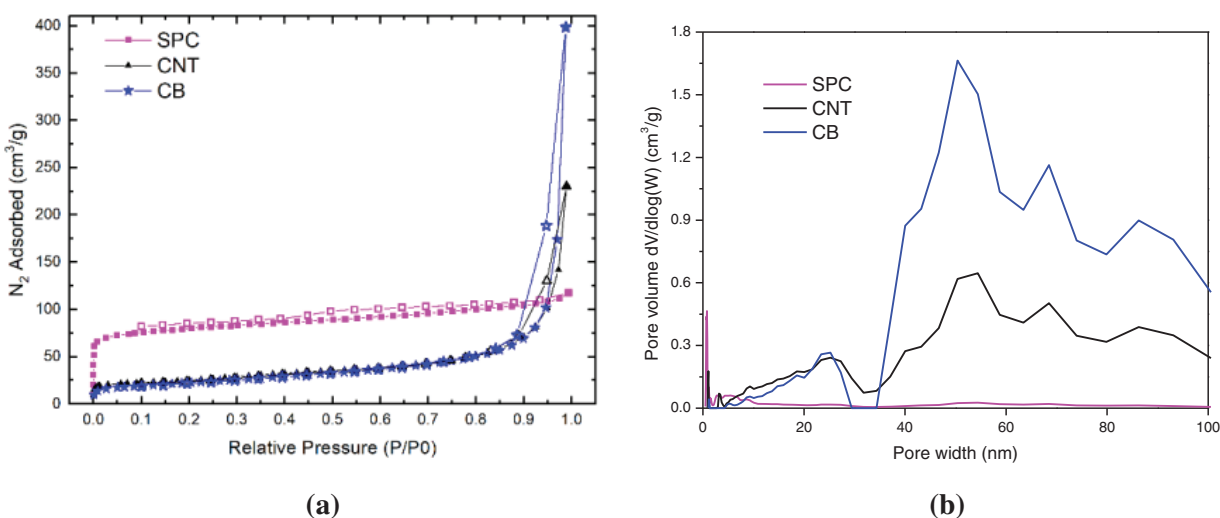 SPC
CNT
CB
N₂ Adsorbed (cm³/g)
400
350
300
250
200
150
100
50
0
0.0 0.1 0.2 0.3 0.4 0.5 0.6 0.7 0.8 0.9 1.0
Relative Pressure (P/P0)
(a)
SPC
CNT
CB
Pore volume dV/dlog(W) (cm³/g)
1.8
1.5
1.2
0.9
0.6
0.3
0.0
0 20 40 60 80 100
Pore width (nm)
(b)